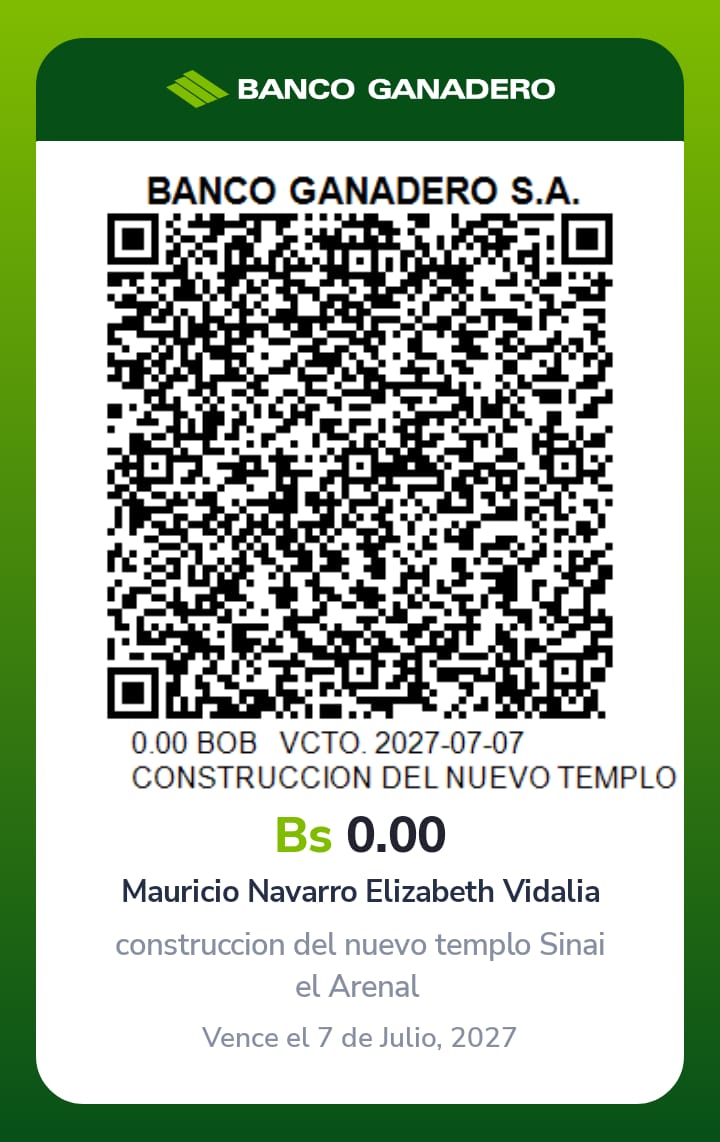 BANCO GANADERO
BANCO GANADERO S.A.
0.00 BOB VCTO. 2027-07-07
CONSTRUCCION DEL NUEVO TEMPLO
Bs 0.00
Mauricio Navarro Elizabeth Vidalia
construccion del nuevo templo Sinai
el Arenal
Vence el 7 de Julio, 2027